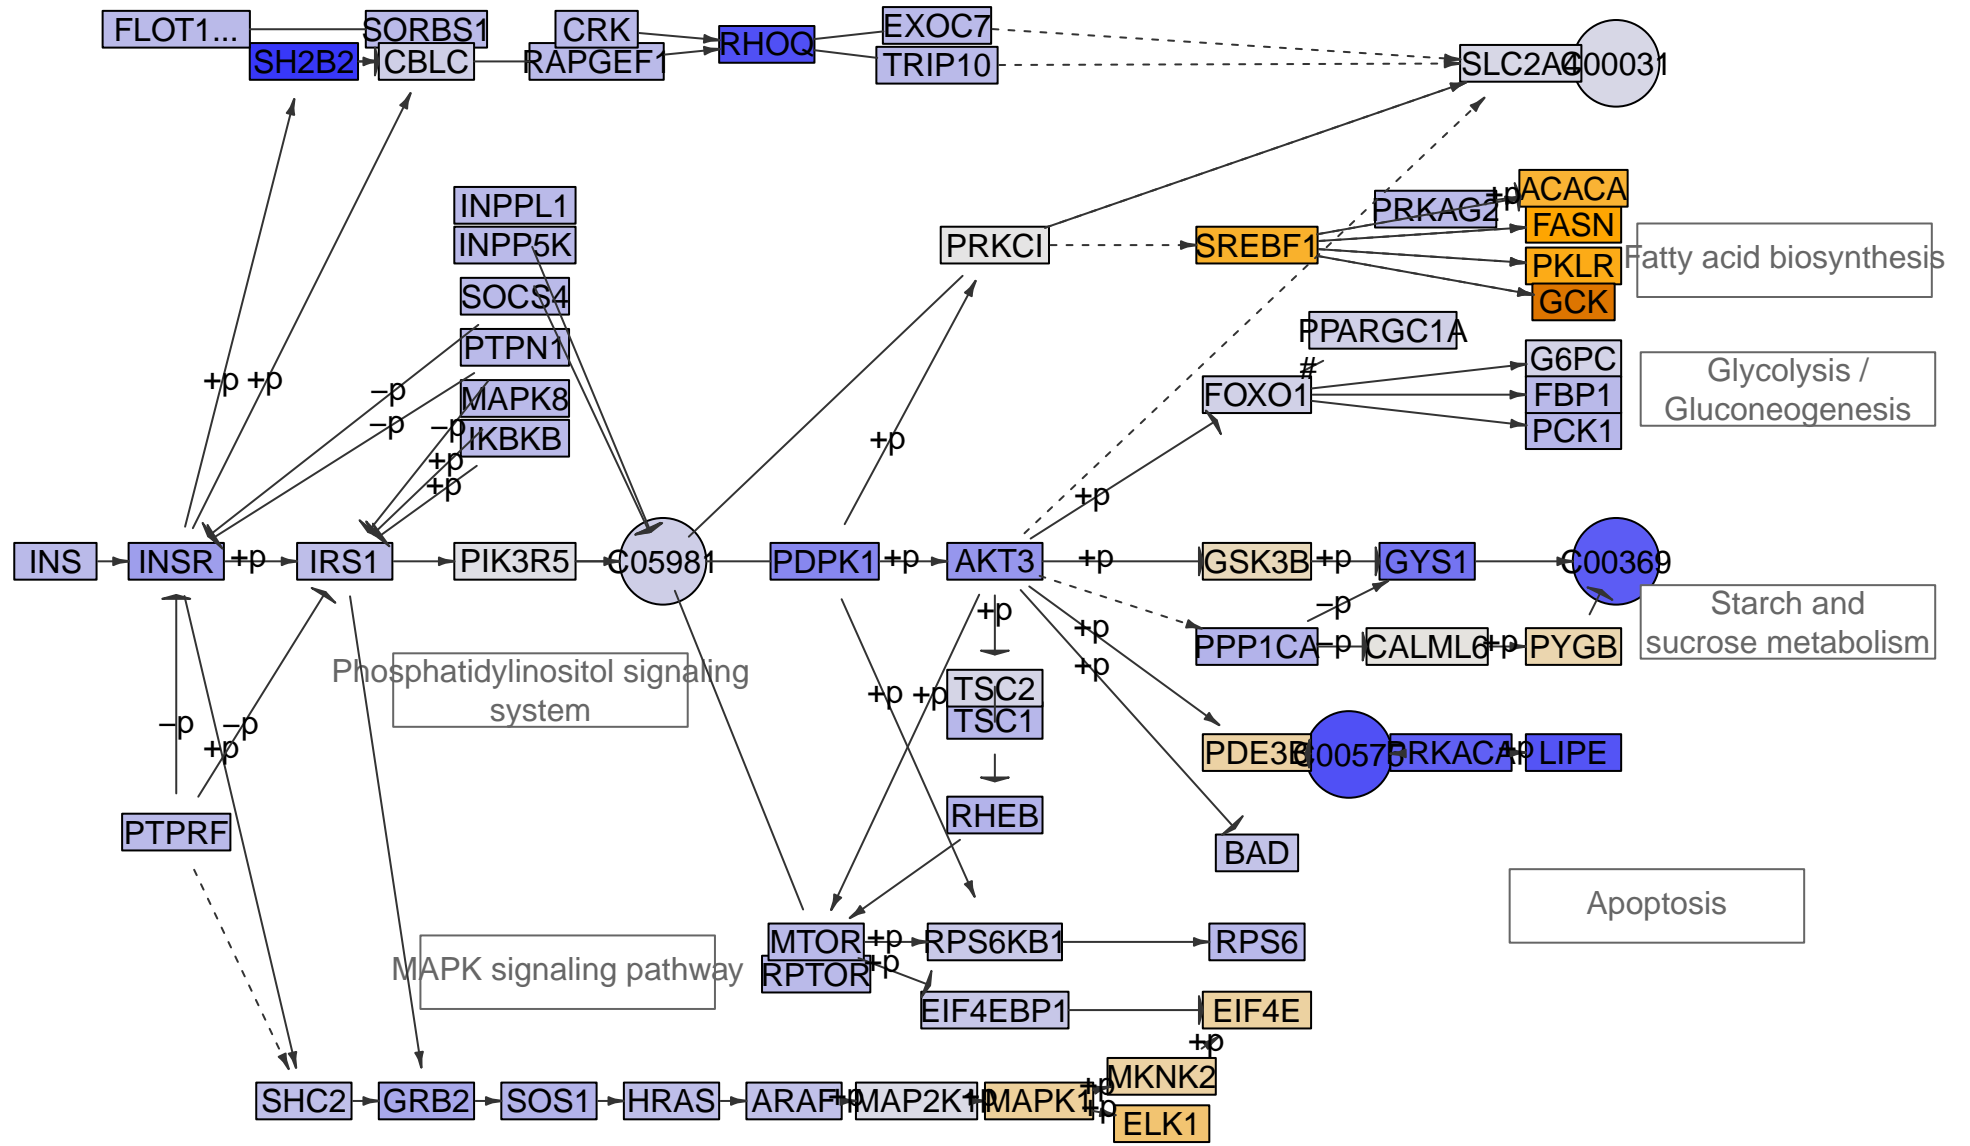 FLOT1...
SORBS1
CRK
EXOC7
SH2B2
CBLC
RAPGEF1
RHOQ
TRIP10
SLC2A4
C00031
INPPL1
PRKAG2
+p
ACACA
FASN
INPP5K
PRKCI
SREBF1
PKLR
Fatty acid biosynthesis
SOCS4
GCK
PTPN1
PPARGC1A
G6PC
Glycolysis /
Gluconeogenesis
#
+p
+p
−p
MAPK8
FOXO1
FBP1
−p
−p
IKBKB
PCK1
+p
+p
+p
+p
INS
INSR
+p
IRS1
PIK3R5
C05981
PDPK1
+p
AKT3
+p
GSK3B
+p
GYS1
C00369
+p
+p
−p
Starch and
sucrose metabolism
PPP1CA
−p
CALML6
+p
PYGB
+p
Phosphatidylinositol signaling
system
+p
+p
TSC2
TSC1
−p
+p
−p
PDE3B
C00575
PRKACA
+p
LIPE
PTPRF
RHEB
BAD
Apoptosis
MTOR
+p
RPS6KB1
RPS6
MAPK signaling pathway
RPTOR
+p
EIF4EBP1
EIF4E
+p
MKNK2
SHC2
GRB2
SOS1
HRAS
ARAF
+p
MAP2K1
+p
MAPK1
+p
+p
ELK1